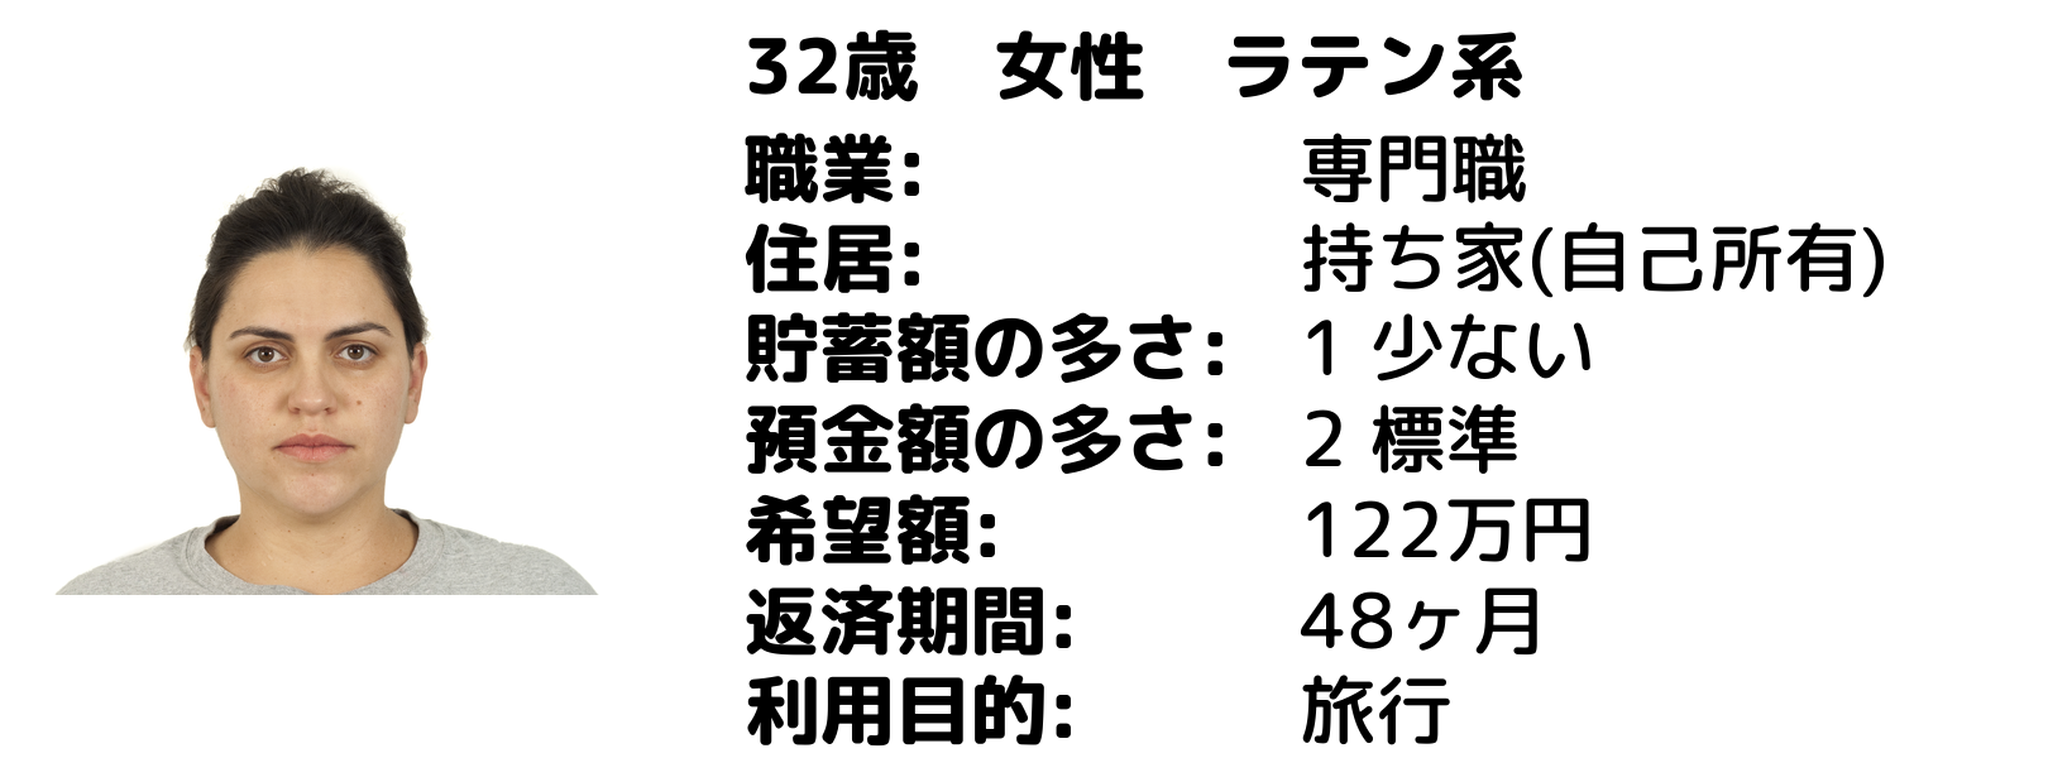 32歳　女性　ラテン系
職業: 専門職
住居: 持ち家(自己所有)
貯蓄額の多さ: 1 少ない
預金額の多さ: 2 標準
希望額: 122万円
返済期間: 48ヶ月
利用目的: 旅行